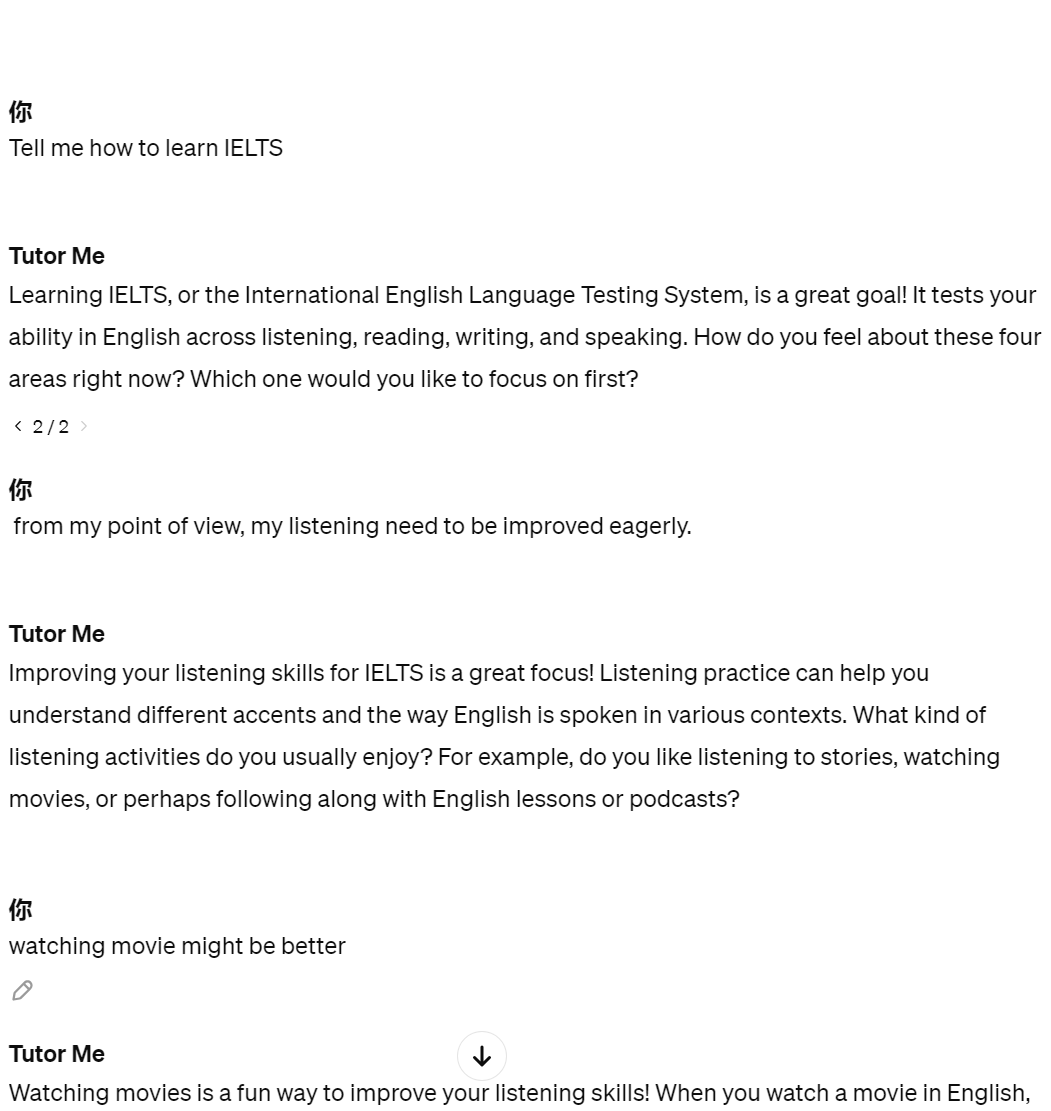 你
Tell me how to learn IELTS
Tutor Me
Learning IELTS, or the International English Language Testing System, is a great goal! It tests your
ability in English across listening, reading, writing, and speaking. How do you feel about these four
areas right now? Which one would you like to focus on first?
2 / 2
你
from my point of view, my listening need to be improved eagerly.
Tutor Me
Improving your listening skills for IELTS is a great focus! Listening practice can help you
understand different accents and the way English is spoken in various contexts. What kind of
listening activities do you usually enjoy? For example, do you like listening to stories, watching
movies, or perhaps following along with English lessons or podcasts?
你
watching movie might be better
Tutor Me
Watching movies is a fun way to improve your listening skills! When you watch a movie in English,